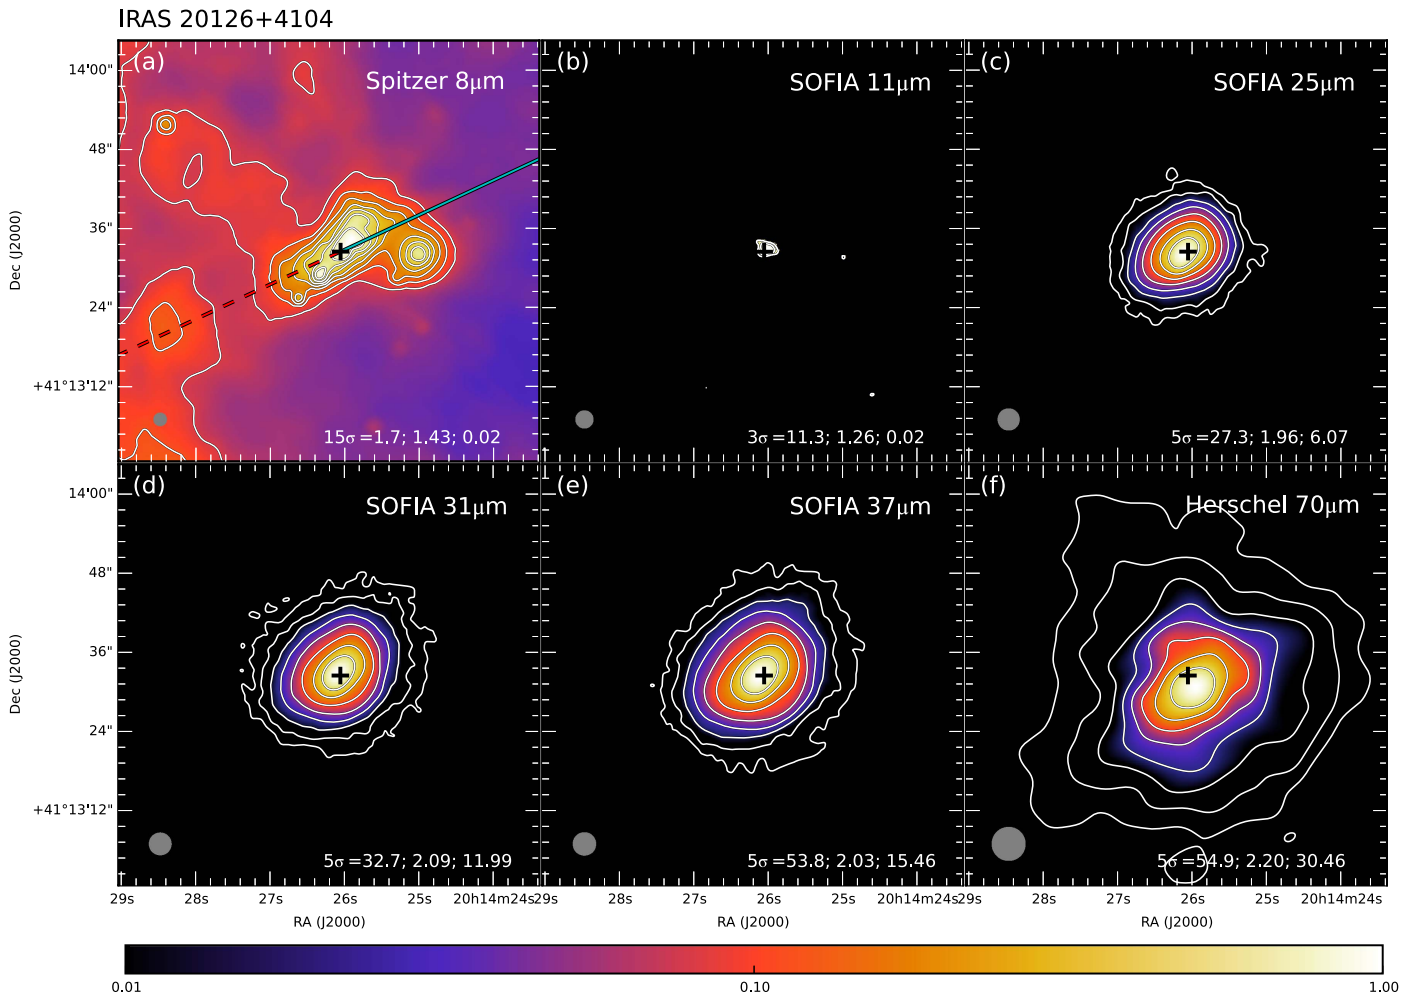 IRAS 20126+4104
(a)
Spitzer 8μm
(b)
SOFIA 11μm
(c)
SOFIA 25μm
14'00"
48"
36"
24"
+41°13'12"
Dec (J2000)
15σ=1.7; 1.43; 0.02
3σ=11.3; 1.26; 0.02
5σ=27.3; 1.96; 6.07
(d)
SOFIA 31μm
(e)
SOFIA 37μm
(f)
Herschel 70μm
14'00"
48"
36"
24"
+41°13'12"
Dec (J2000)
5σ=32.7; 2.09; 11.99
5σ=53.8; 2.03; 15.46
5σ=54.9; 2.20; 30.46
29s 28s 27s 26s 25s 20h14m24s
29s 28s 27s 26s 25s 20h14m24s
28s 27s 26s 25s 20h14m24s
RA (J2000)
RA (J2000)
RA (J2000)
0.01 0.10 1.00